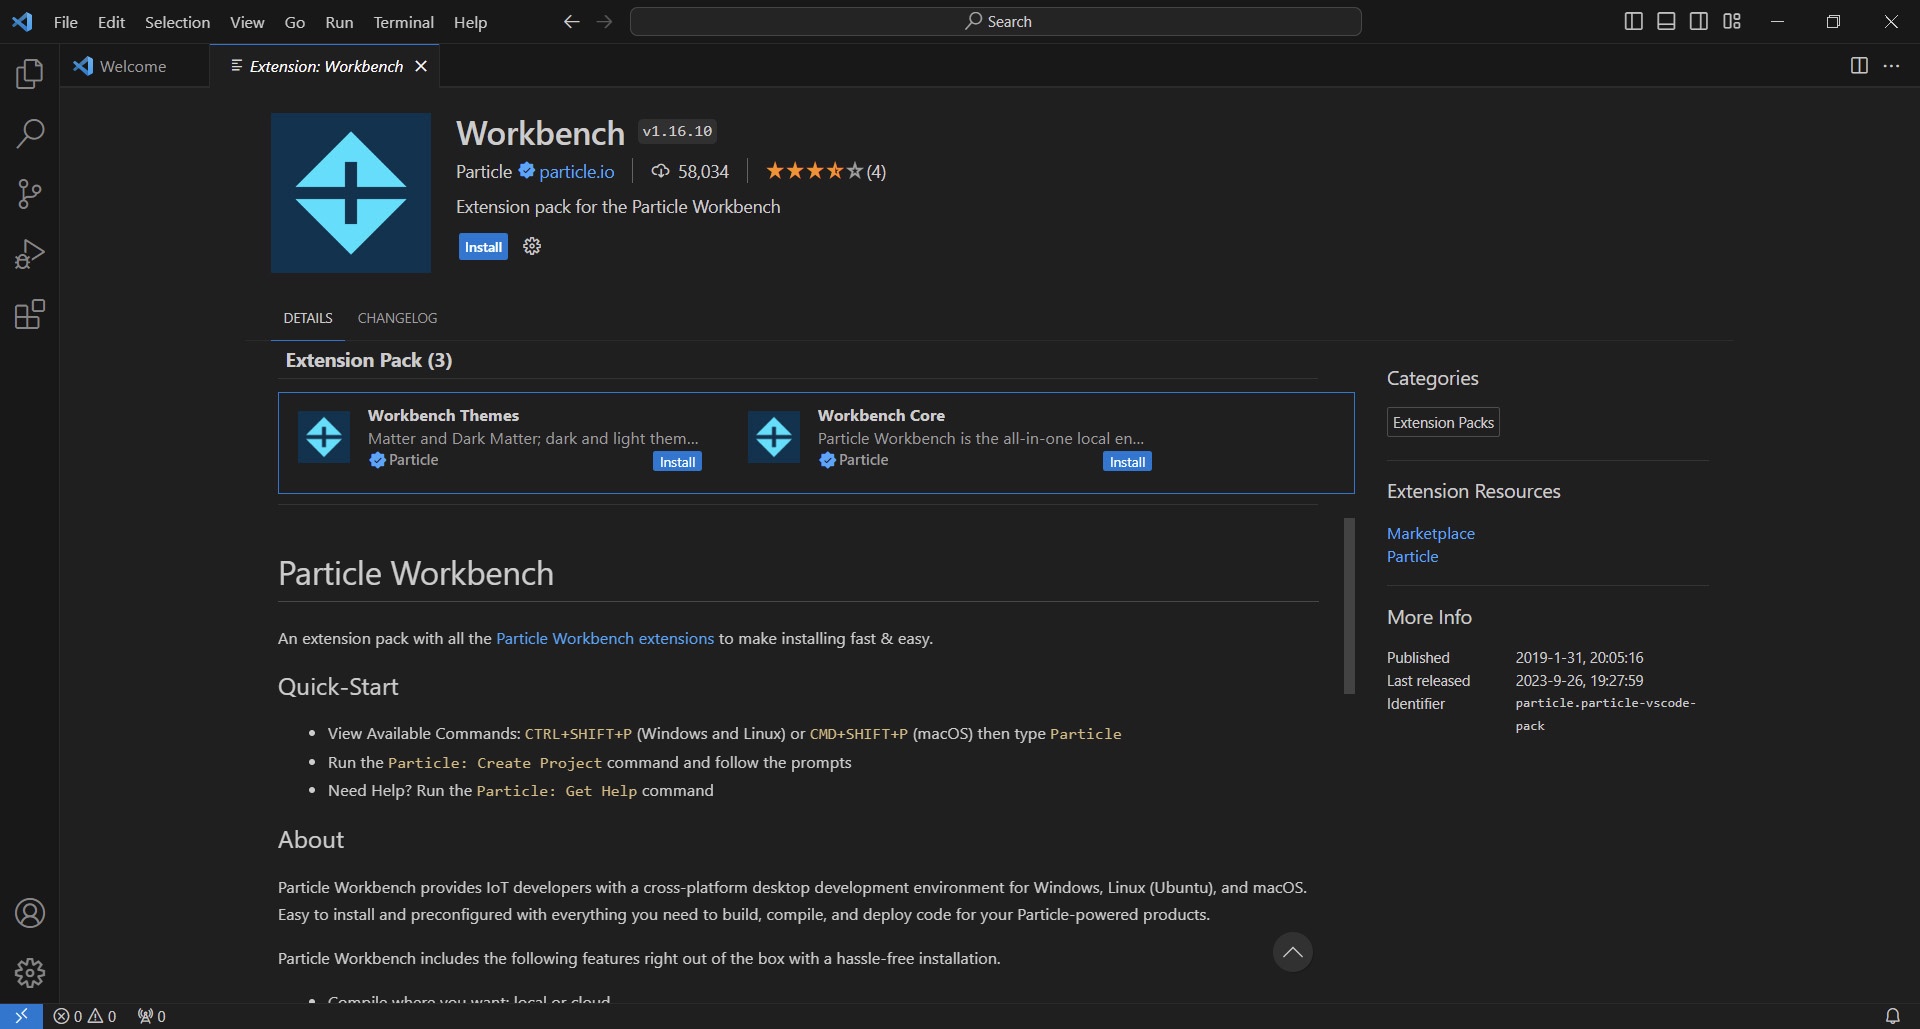 File Edit Selection View Go Run Terminal Help
Search
Welcome
Extension: Workbench
Workbench v1.16.10
Particle particle.io 58,034 (4)
Extension pack for the Particle Workbench
Install
DETAILS CHANGELOG
Extension Pack (3)
Workbench Themes
Matter and Dark Matter; dark and light them...
Particle
Install
Workbench Core
Particle Workbench is the all-in-one local en...
Particle
Install
Particle Workbench
An extension pack with all the Particle Workbench extensions to make installing fast & easy.
Quick-Start
• View Available Commands: CTRL+SHIFT+P (Windows and Linux) or CMD+SHIFT+P (macOS) then type Particle
• Run the Particle: Create Project command and follow the prompts
• Need Help? Run the Particle: Get Help command
About
Particle Workbench provides IoT developers with a cross-platform desktop development environment for Windows, Linux (Ubuntu), and macOS.
Easy to install and preconfigured with everything you need to build, compile, and deploy code for your Particle-powered products.
Particle Workbench includes the following features right out of the box with a hassle-free installation.
• Compile where you want: local or cloud
Categories
Extension Packs
Extension Resources
Marketplace
Particle
More Info
Published 2019-1-31, 20:05:16
Last released 2023-9-26, 19:27:59
Identifier particle.particle-vscode-
pack
0 0 0